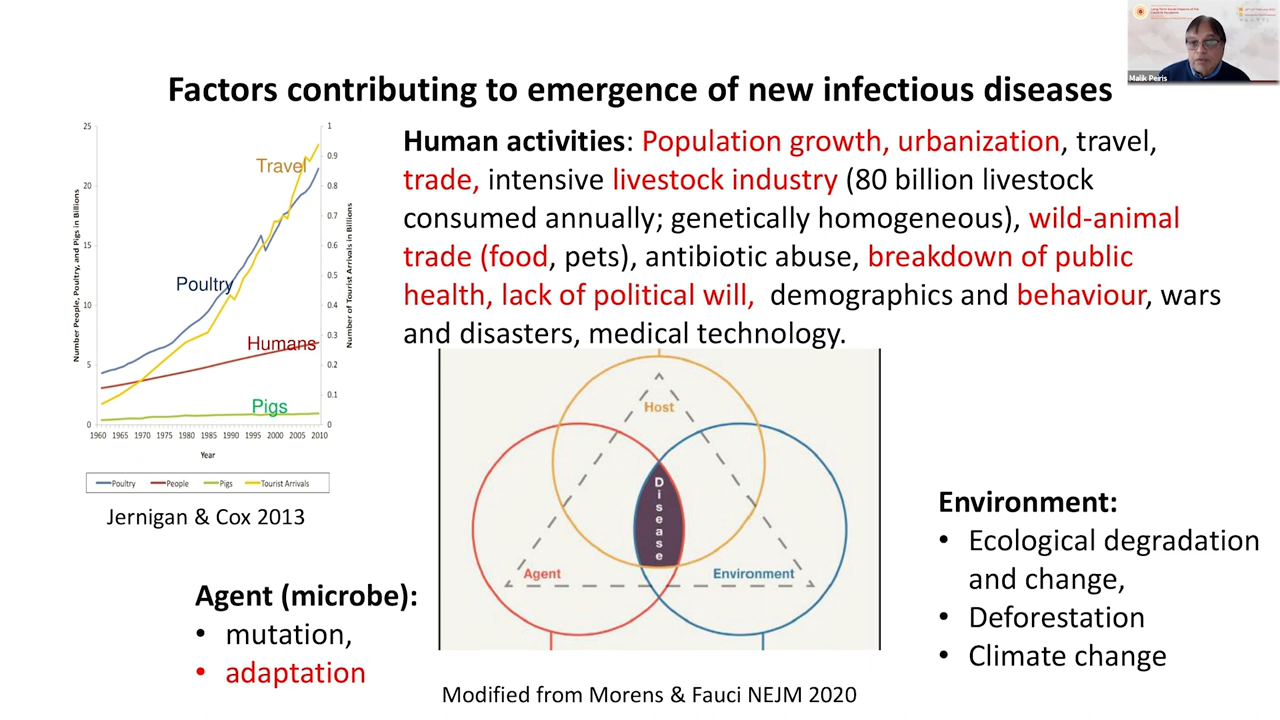 Malik Peiris
Factors contributing to emergence of new infectious diseases
Human activities: Population growth, urbanization, travel,
trade, intensive livestock industry (80 billion livestock
consumed annually; genetically homogeneous), wild-animal
trade (food, pets), antibiotic abuse, breakdown of public
health, lack of political will, demographics and behaviour, wars
and disasters, medical technology.
Number People, Poultry, and Pigs in Billions
25
20
15
10
5
0
Travel
Poultry
Humans
Pigs
1
0.9
0.8
0.7
0.6
0.5
0.4
0.3
0.2
0.1
0
Number of Tourist Arrivals in Billions
1960 1965 1970 1975 1980 1985 1990 1995 2000 2005 2010
Year
Poultry People Pigs Tourist Arrivals
Jernigan & Cox 2013
Host
Disease
Agent
Environment
Agent (microbe):
• mutation,
• adaptation
Environment:
• Ecological degradation
and change,
• Deforestation
• Climate change
Modified from Morens & Fauci NEJM 2020